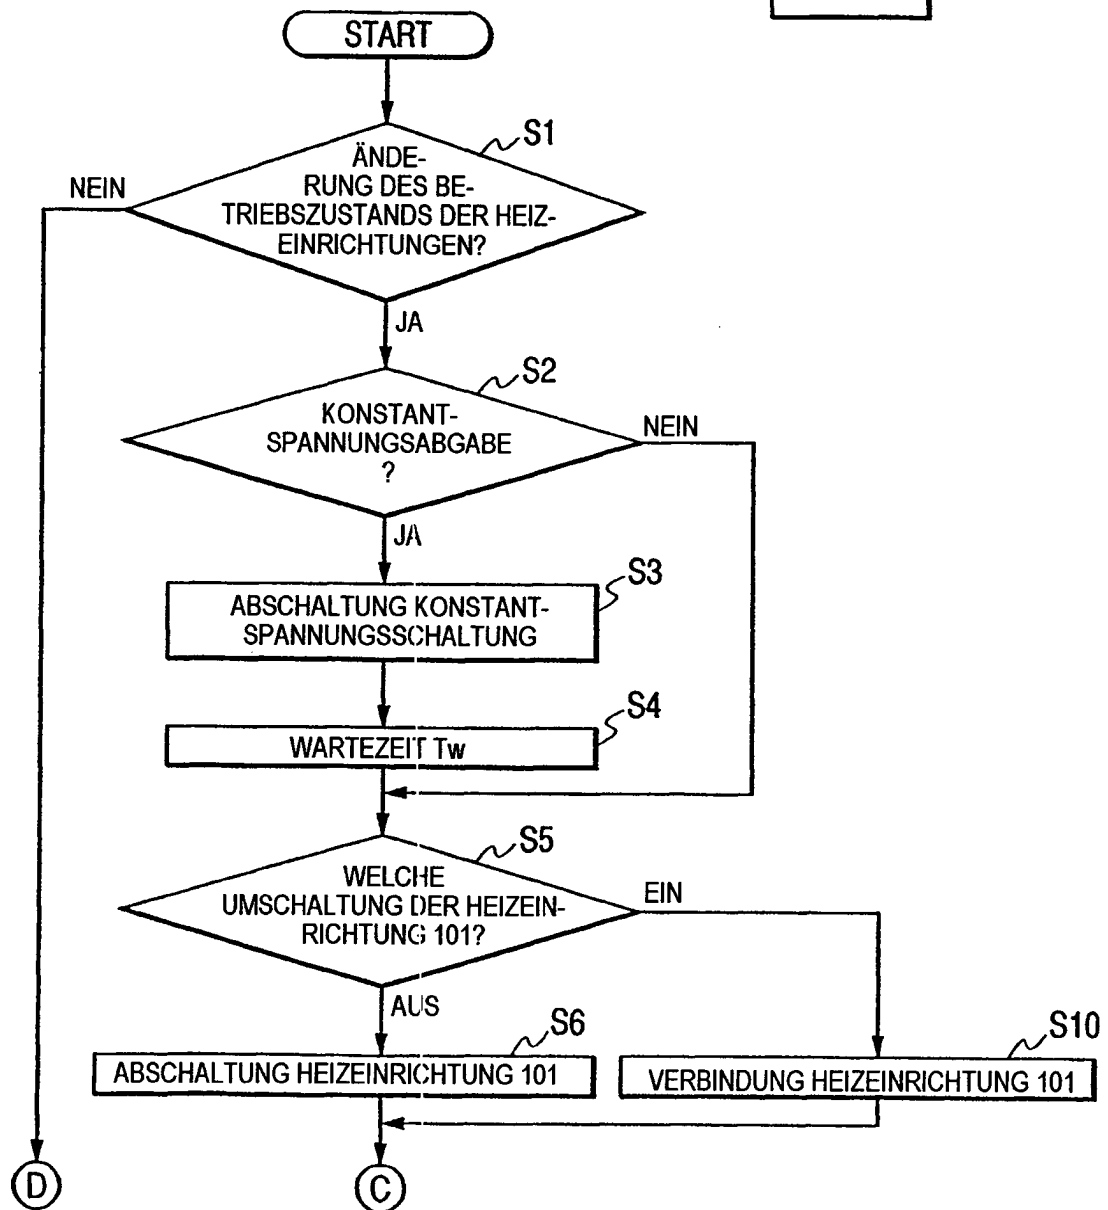 START
S1
ÄNDE-
RUNG DES BE-
TRIEBSZUSTANDS DER HEIZ-
EINRICHTUNGEN?
NEIN
JA
S2
KONSTANT-
SPANNUNGSABGABE
?
NEIN
JA
S3
ABSCHALTUNG KONSTANT-
SPANNUNGSSCHALTUNG
S4
WARTEZEIT Tw
S5
WELCHE
UMSCHALTUNG DER HEIZEIN-
RICHTUNG 101?
EIN
AUS
S6
ABSCHALTUNG HEIZEINRICHTUNG 101
S10
VERBINDUNG HEIZEINRICHTUNG 101
D
C